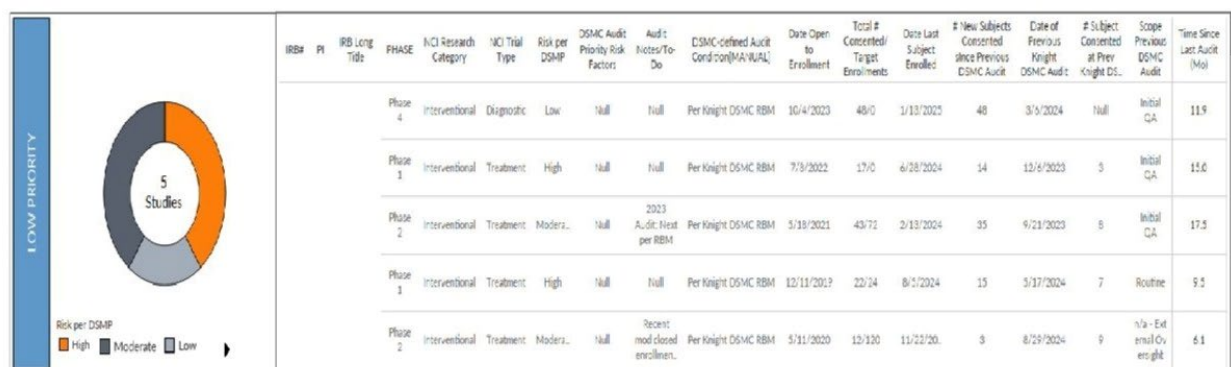 LOW PRIORITY
5
Studies
Risk per DSMP
High Moderate Low
IRB# PI IRB Long Title PHASE NCI Research Category NCI Trial Type Risk per DSMP DSMC Audit Priority Risk Factors Audit Notes/To-Do DSMC-defined Audit Condition[MANUAL] Date Open to Enrollment Total # Consented/ Target Enrollments Date Last Subject Enrolled # New Subjects Consented since Previous DSMC Audit Date of Previous Knight DSMC Audit # Subject Consented at Prev Knight DS.. Scope Previous DSMC Audit Time Since Last Audit (Mo)
Phase 4 Interventional Diagnostic Low Null Null Per Knight DSMC RBM 10/4/2023 48/0 1/13/2025 48 3/6/2024 Null Initial QA 11.9
Phase 1 Interventional Treatment High Null Null Per Knight DSMC RBM 7/8/2022 17/0 6/28/2024 14 12/6/2023 3 Initial QA 15.0
Phase 2 Interventional Treatment Modera.. Null 2023 Audit: Next per RBM Per Knight DSMC RBM 5/18/2021 43/72 2/13/2024 35 9/21/2023 8 Initial QA 17.5
Phase 1 Interventional Treatment High Null Null Per Knight DSMC RBM 12/11/2019 22/24 8/5/2024 15 5/17/2024 7 Routine 9.5
Phase 2 Interventional Treatment Modera.. Null Recent mod closed enrollmen.. Per Knight DSMC RBM 5/11/2020 12/120 11/22/20.. 3 8/29/2024 9 n/a - External Oversight 6.1